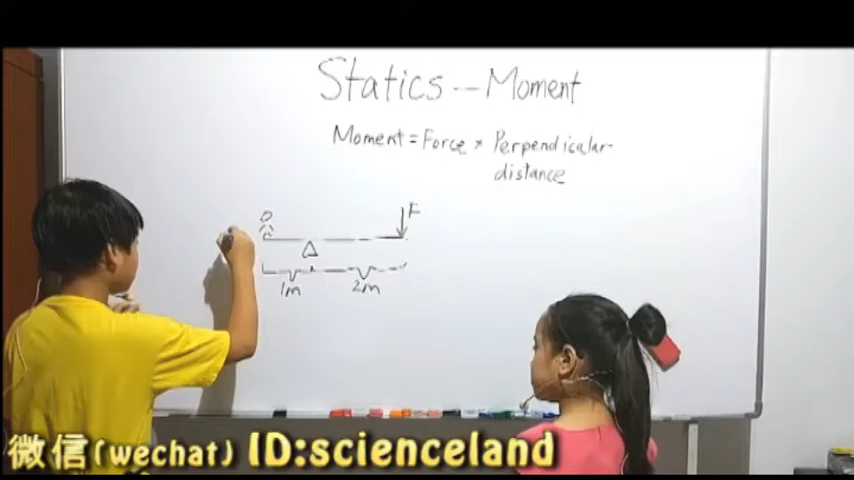 Statics -- Moment
Moment = Force × Perpendicular-
distance
F
1m 2m
微信(wechat) ID:scienceland